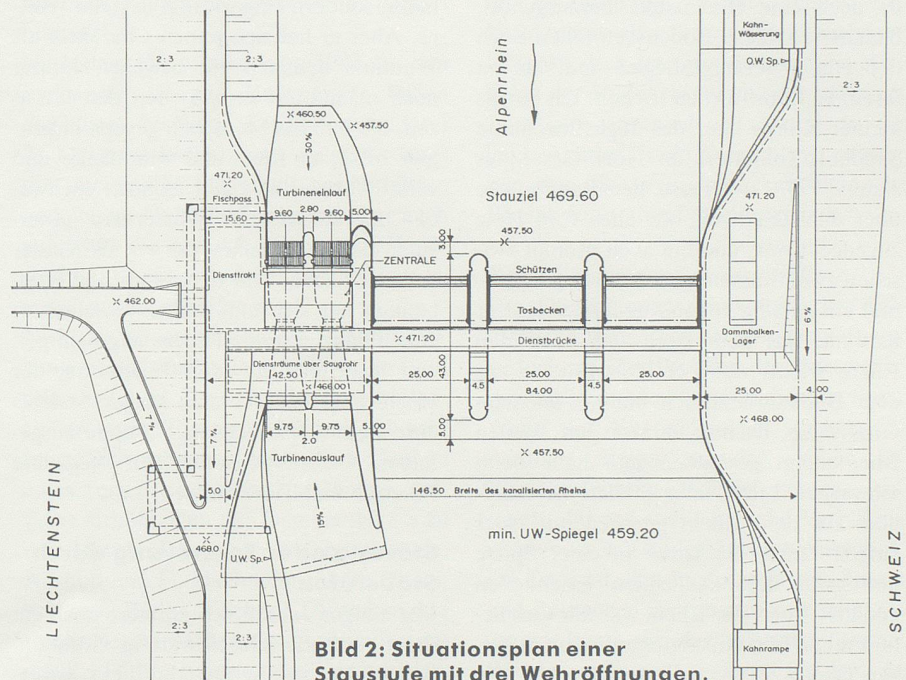 Kahn-
Wässerung
O.W. Sp.
2:3
2:3
2:3
Alpenrhein
460.50
457.50
30%
471.20
Fischpass
15.60
Turbineneinlauf
9.60
2.80
9.60
5.00
Stauziel 469.60
457.50
3.00
471.20
ZENTRALE
Diensttrakt
Schützen
Tosbecken
462.00
471.20
Dienstbrücke
Dammbalken-
Lager
6%
Diensträume über Saugrohr
42.50
466.00
43.00
25.00
4.5
25.00
4.5
25.00
84.00
25.00
4.00
468.00
7%
7%
9.75
9.75
5.00
2.0
5.00
Turbinenauslauf
457.50
5.0
146.50 Breite des kanalisierten Rheins
15%
min. UW-Spiegel 459.20
468.0
U.W. Sp.
LIECHTENSTEIN
SCHWEIZ
2:3
2:3
Kahnrampe
Bild 2: Situationsplan einer
Staustufe mit drei Wehröffnungen.